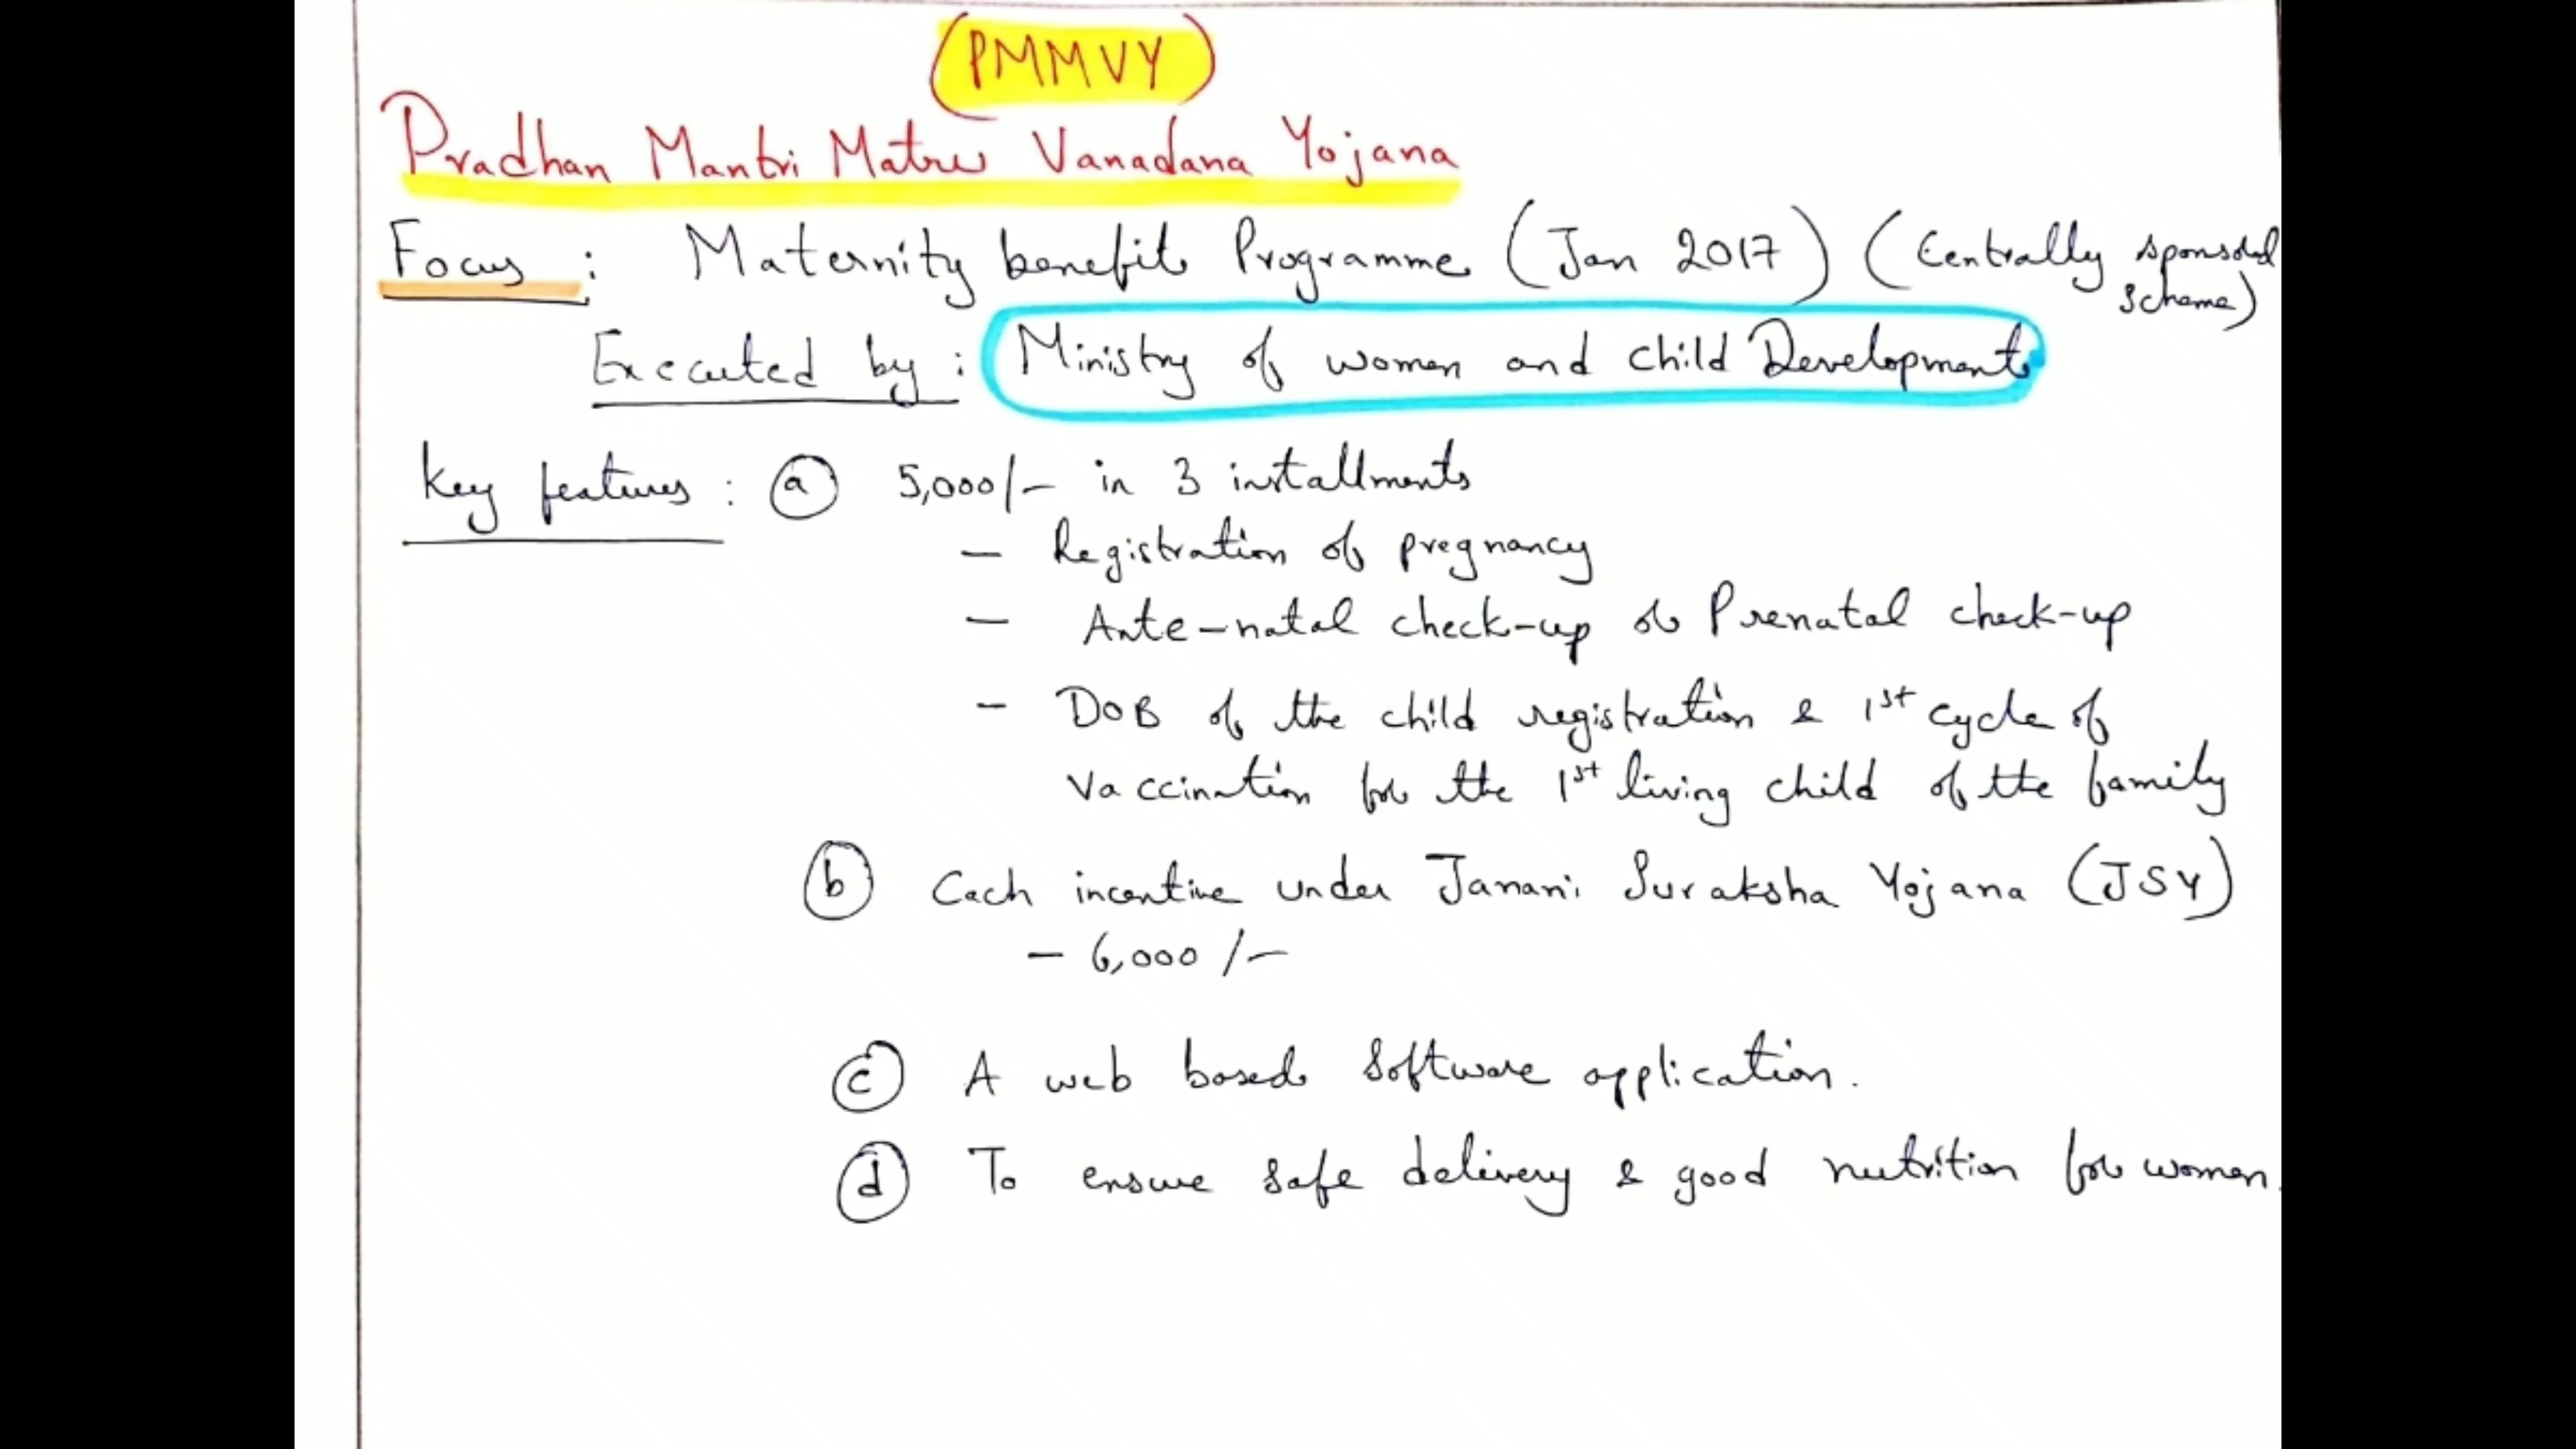 (PMMVY)
Pradhan Mantri Matru Vanadana Yojana
Focus : Maternity benefit Programme (Jan 2017) (Centrally sponsored
scheme)
Executed by : Ministry of women and child Development
Key features : (a) 5,000/- in 3 installments
- Registration of pregnancy
- Ante-natal check-up or Prenatal check-up
- DOB of the child registration & 1st cycle of
Vaccination for the 1st living child of the family
(b) Cach incentive under Janani Suraksha Yojana (JSY)
- 6,000/-
(c) A web based software application.
(d) To ensure safe delivery & good nutrition for women.